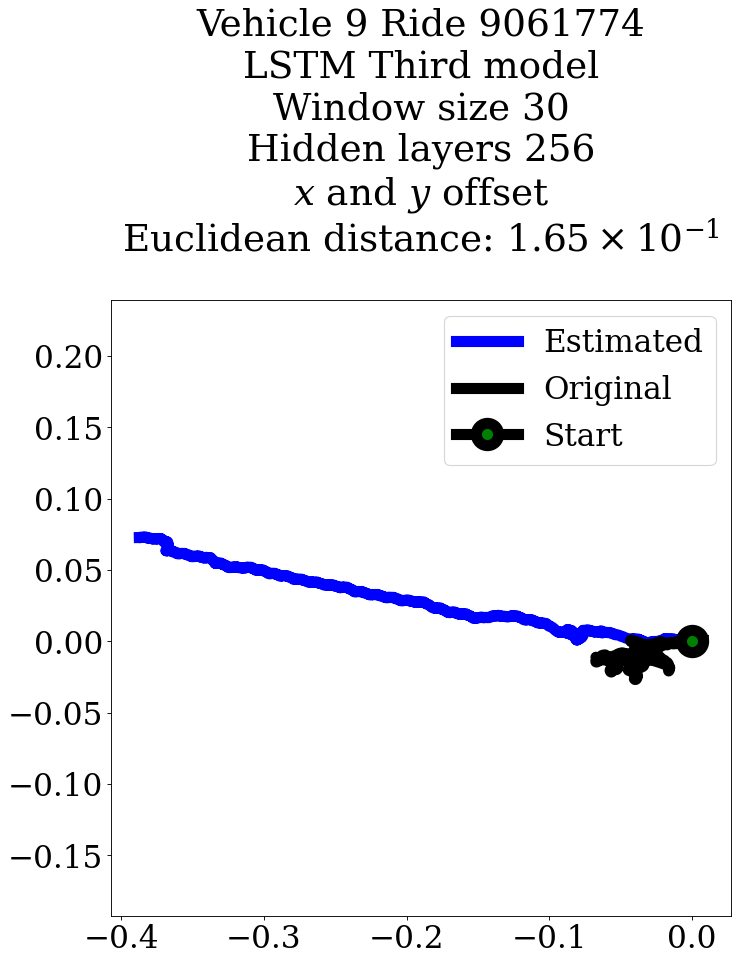 Vehicle 9 Ride 9061774
LSTM Third model
Window size 30
Hidden layers 256
x and y offset
Euclidean distance: 1.65 × 10⁻¹
Estimated
Original
Start
0.20
0.15
0.10
0.05
0.00
−0.05
−0.10
−0.15
−0.4 −0.3 −0.2 −0.1 0.0